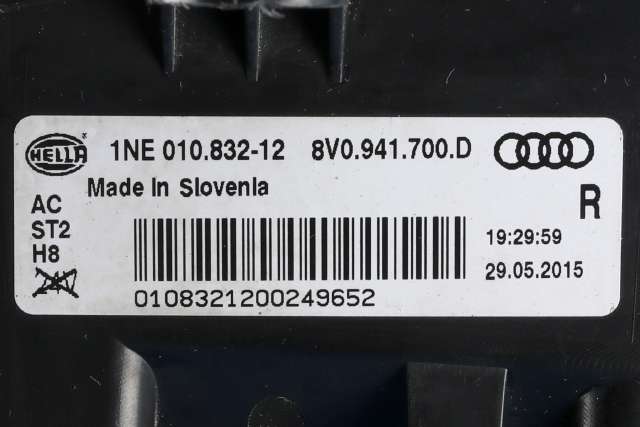 HELLA 1NE 010.832-12 8V0.941.700.D
Made In Slovenia
AC
ST2
H8
R
19:29:59
29.05.2015
0108321200249652